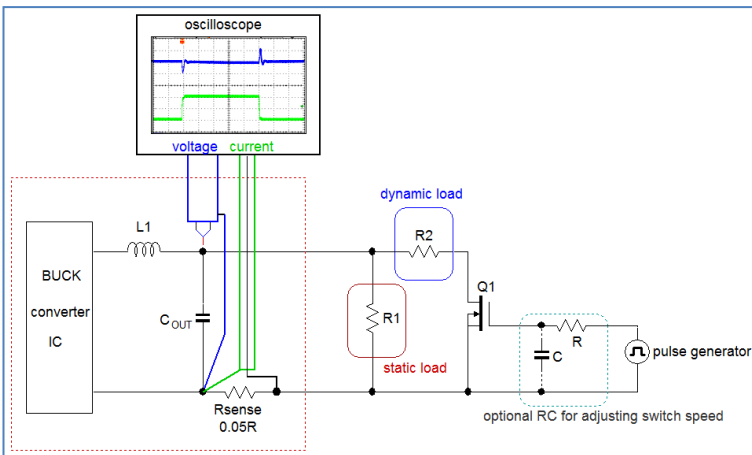 oscilloscope
voltage
current
dynamic load
L1
R2
BUCK
converter
IC
Q1
COUT
R1
R
C
pulse generator
static load
Rsense
0.05R
optional RC for adjusting switch speed